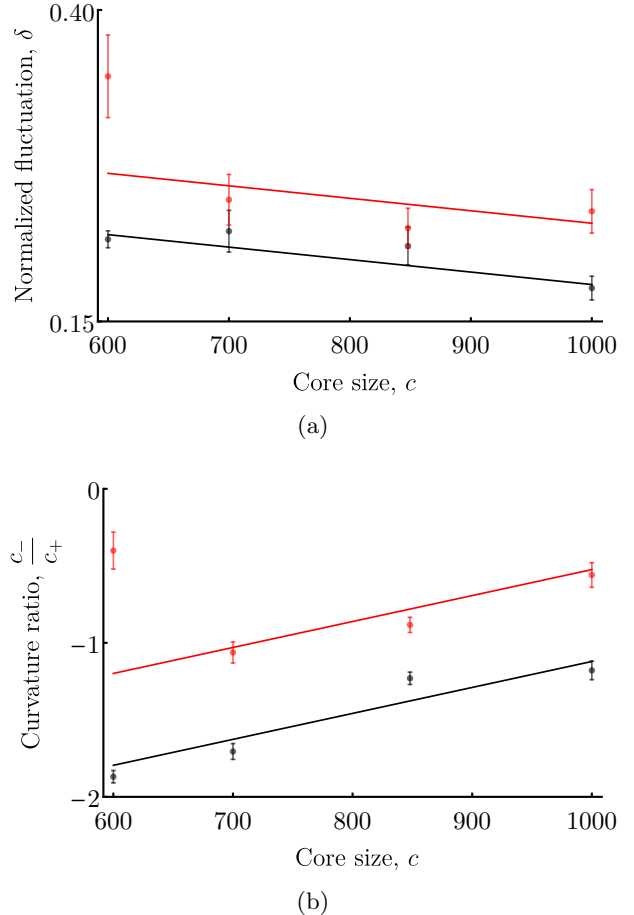 0.40
Normalized fluctuation, δ
0.15
600 700 800 900 1000
Core size, c
(a)
0
Curvature ratio, c₋/c₊
−1
−2
600 700 800 900 1000
Core size, c
(b)